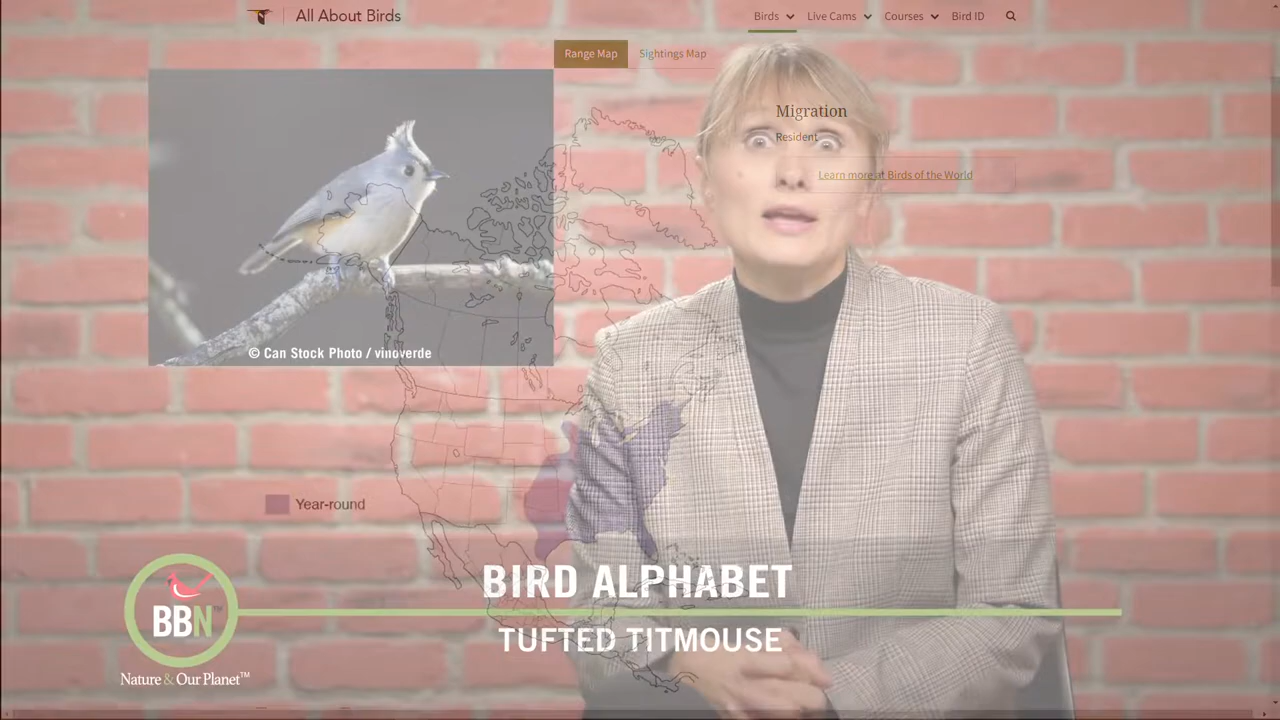 All About Birds
Birds
Live Cams
Courses
Bird ID
Range Map
Sightings Map
Migration
Resident
Learn more at Birds of the World
© Can Stock Photo / vinoverde
Year-round
BIRD ALPHABET
BBN™
TUFTED TITMOUSE
Nature & Our Planet™